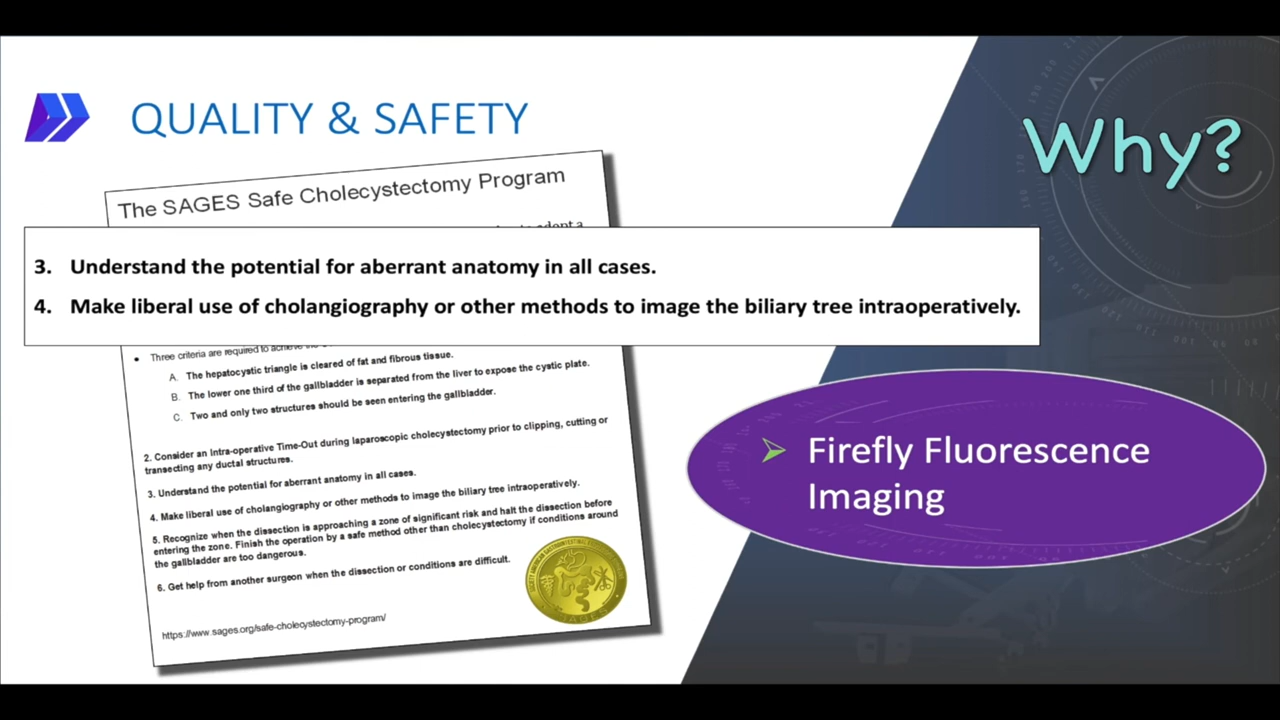 QUALITY & SAFETY
Why?
The SAGES Safe Cholecystectomy Program
3. Understand the potential for aberrant anatomy in all cases.
4. Make liberal use of cholangiography or other methods to image the biliary tree intraoperatively.
• Three criteria are required to achieve the
A. The hepatocystic triangle is cleared of fat and fibrous tissue.
B. The lower one third of the gallbladder is separated from the liver to expose the cystic plate.
C. Two and only two structures should be seen entering the gallbladder.
2. Consider an Intra-operative Time-Out during laparoscopic cholecystectomy prior to clipping, cutting or
transecting any ductal structures.
3. Understand the potential for aberrant anatomy in all cases.
4. Make liberal use of cholangiography or other methods to image the biliary tree intraoperatively.
5. Recognize when the dissection is approaching a zone of significant risk and halt the dissection before
entering the zone. Finish the operation by a safe method other than cholecystectomy if conditions around
the gallbladder are too dangerous.
6. Get help from another surgeon when the dissection or conditions are difficult.
https://www.sages.org/safe-cholecystectomy-program/
Firefly Fluorescence
Imaging